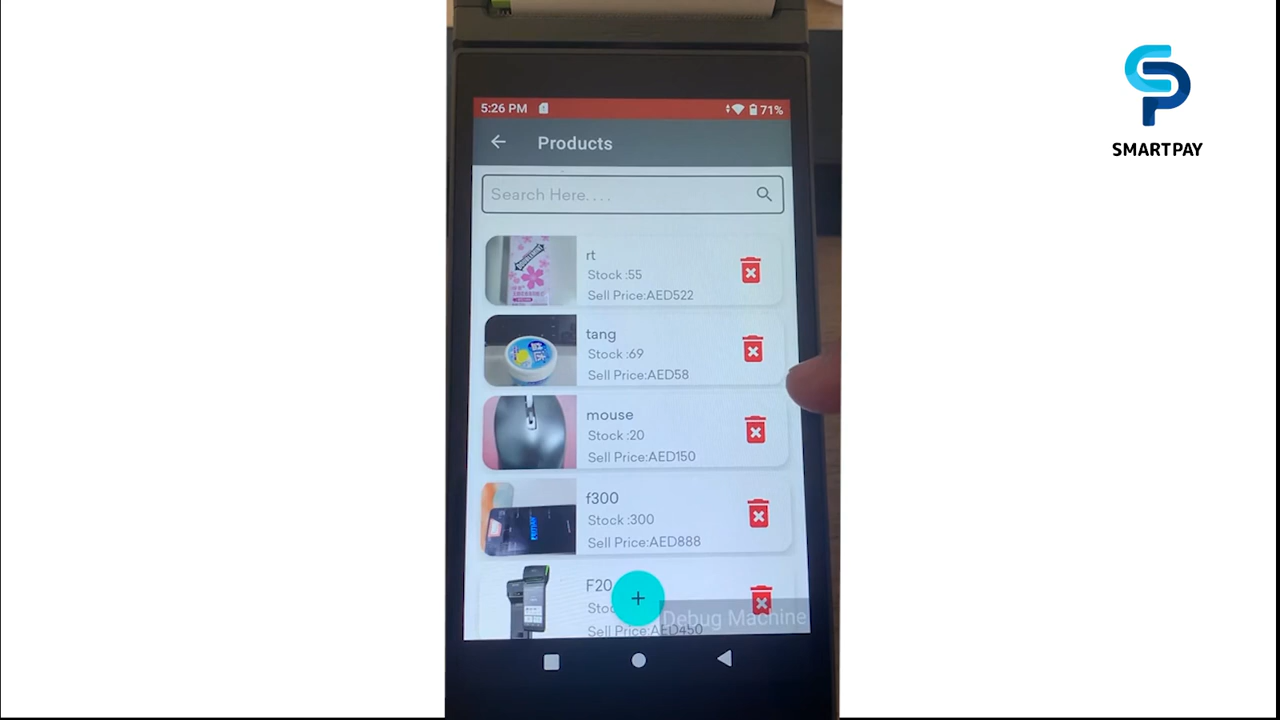 5:26 PM
71%
Products
Search Here....
rt
Stock :55
Sell Price:AED522
tang
Stock :69
Sell Price:AED58
mouse
Stock :20
Sell Price:AED150
f300
Stock :300
Sell Price:AED888
F20
Sell Price:AED450
Debug Machine
SMARTPAY